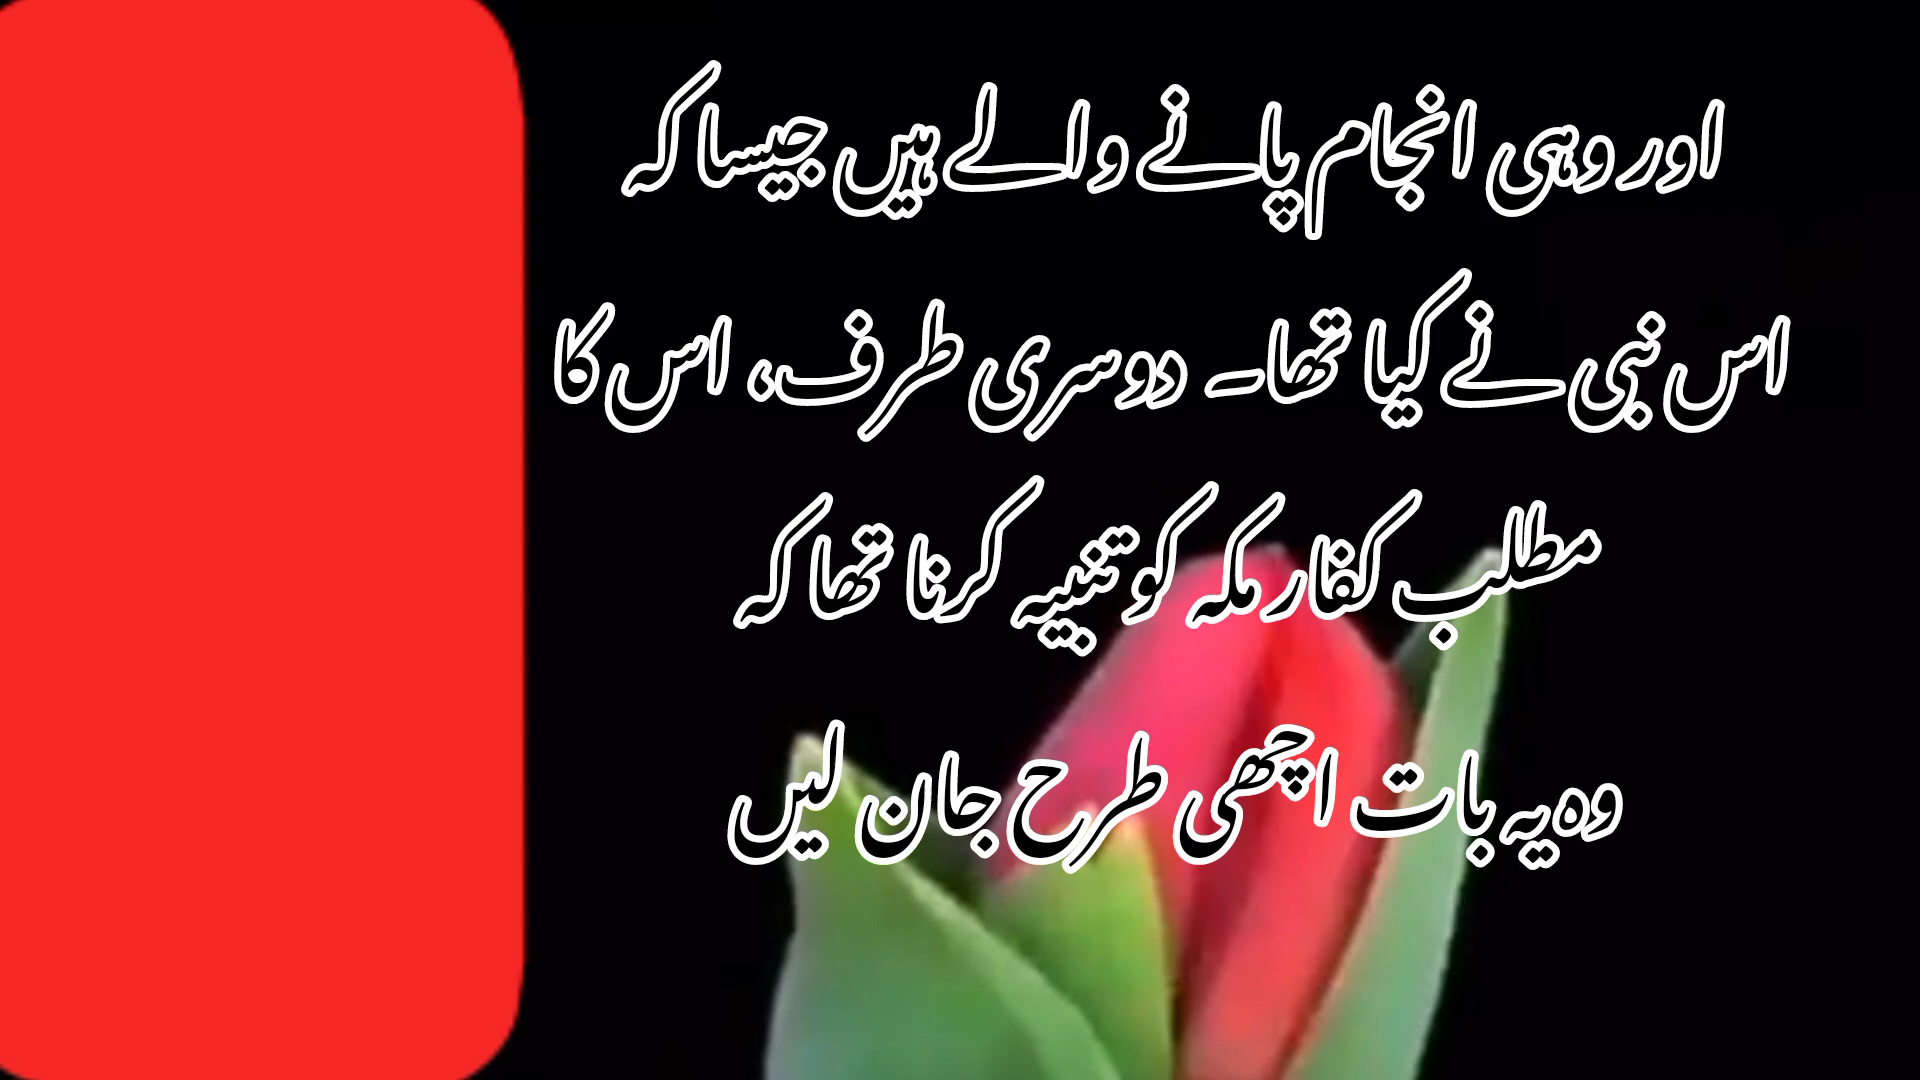 اور وہی انجام پانے والے ہیں جیسا کہ
اس نبی نے کیا تھا۔ دوسری طرف، اس کا
مطلب کفار مکہ کو تنبیہ کرنا تھا کہ
وہ یہ بات اچھی طرح جان لیں